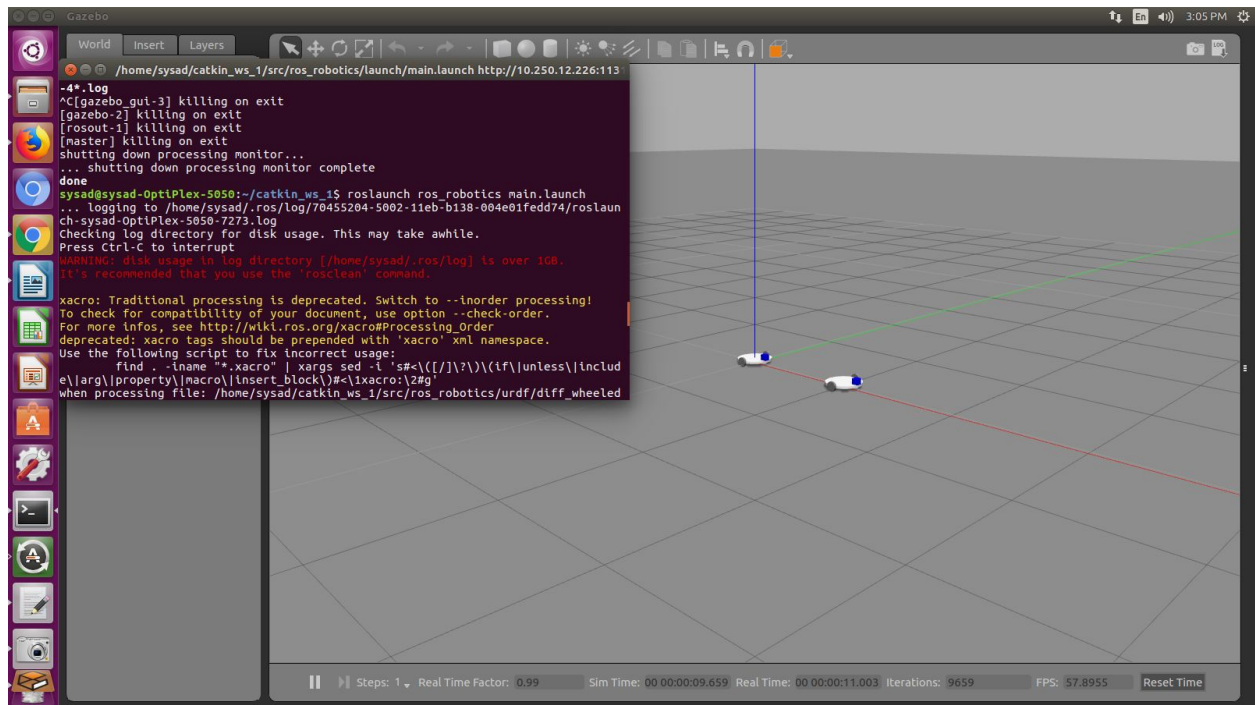 Gazebo
En
3:05 PM
World Insert Layers
/home/sysad/catkin_ws_1/src/ros_robotics/launch/main.launch http://10.250.12.226:113
-4*.log
^C[gazebo_gui-3] killing on exit
[gazebo-2] killing on exit
[rosout-1] killing on exit
[master] killing on exit
shutting down processing monitor...
... shutting down processing monitor complete
done
sysad@sysad-OptiPlex-5050:~/catkin_ws_1$ roslaunch ros_robotics main.launch
... logging to /home/sysad/.ros/log/70455204-5002-11eb-b138-004e01fedd74/roslaun
ch-sysad-OptiPlex-5050-7273.log
Checking log directory for disk usage. This may take awhile.
Press Ctrl-C to interrupt
WARNING: disk usage in log directory [/home/sysad/.ros/log] is over 1GB.
It's recommended that you use the 'rosclean' command.
xacro: Traditional processing is deprecated. Switch to --inorder processing!
To check for compatibility of your document, use option --check-order.
For more infos, see http://wiki.ros.org/xacro#Processing_Order
deprecated: xacro tags should be prepended with 'xacro' xml namespace.
Use the following script to fix incorrect usage:
find . -iname "*.xacro" | xargs sed -i 's#<\([/]\?\)\(if\|unless\|includ
e\|arg\|property\|macro\|insert_block\)#<\1xacro:\2#g'
when processing file: /home/sysad/catkin_ws_1/src/ros_robotics/urdf/diff_wheeled
Steps: 1 Real Time Factor: 0.99 Sim Time: 00 00:00:09.659 Real Time: 00 00:00:11.003 Iterations: 9659 FPS: 57.8955 Reset Time